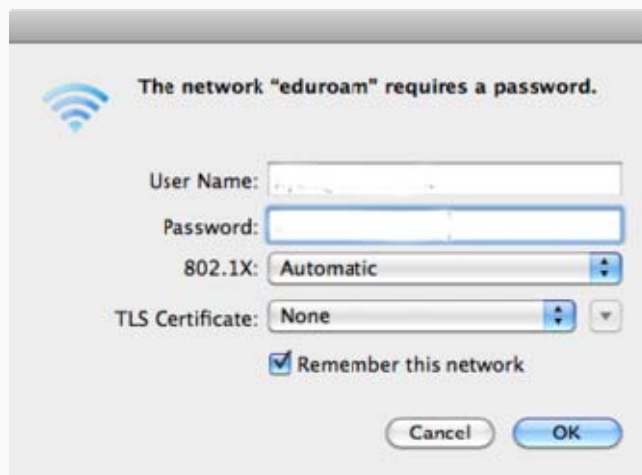 The network “eduroam” requires a password.
User Name:
Password:
802.1X: Automatic
TLS Certificate: None
Remember this network
Cancel OK